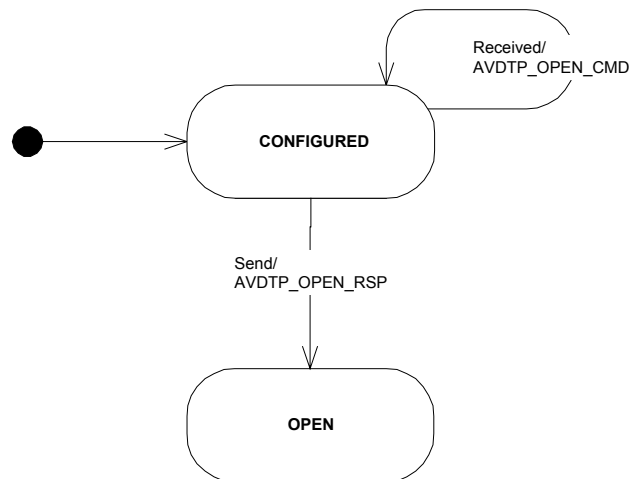 Received/
AVDTP_OPEN_CMD
CONFIGURED
Send/
AVDTP_OPEN_RSP
OPEN